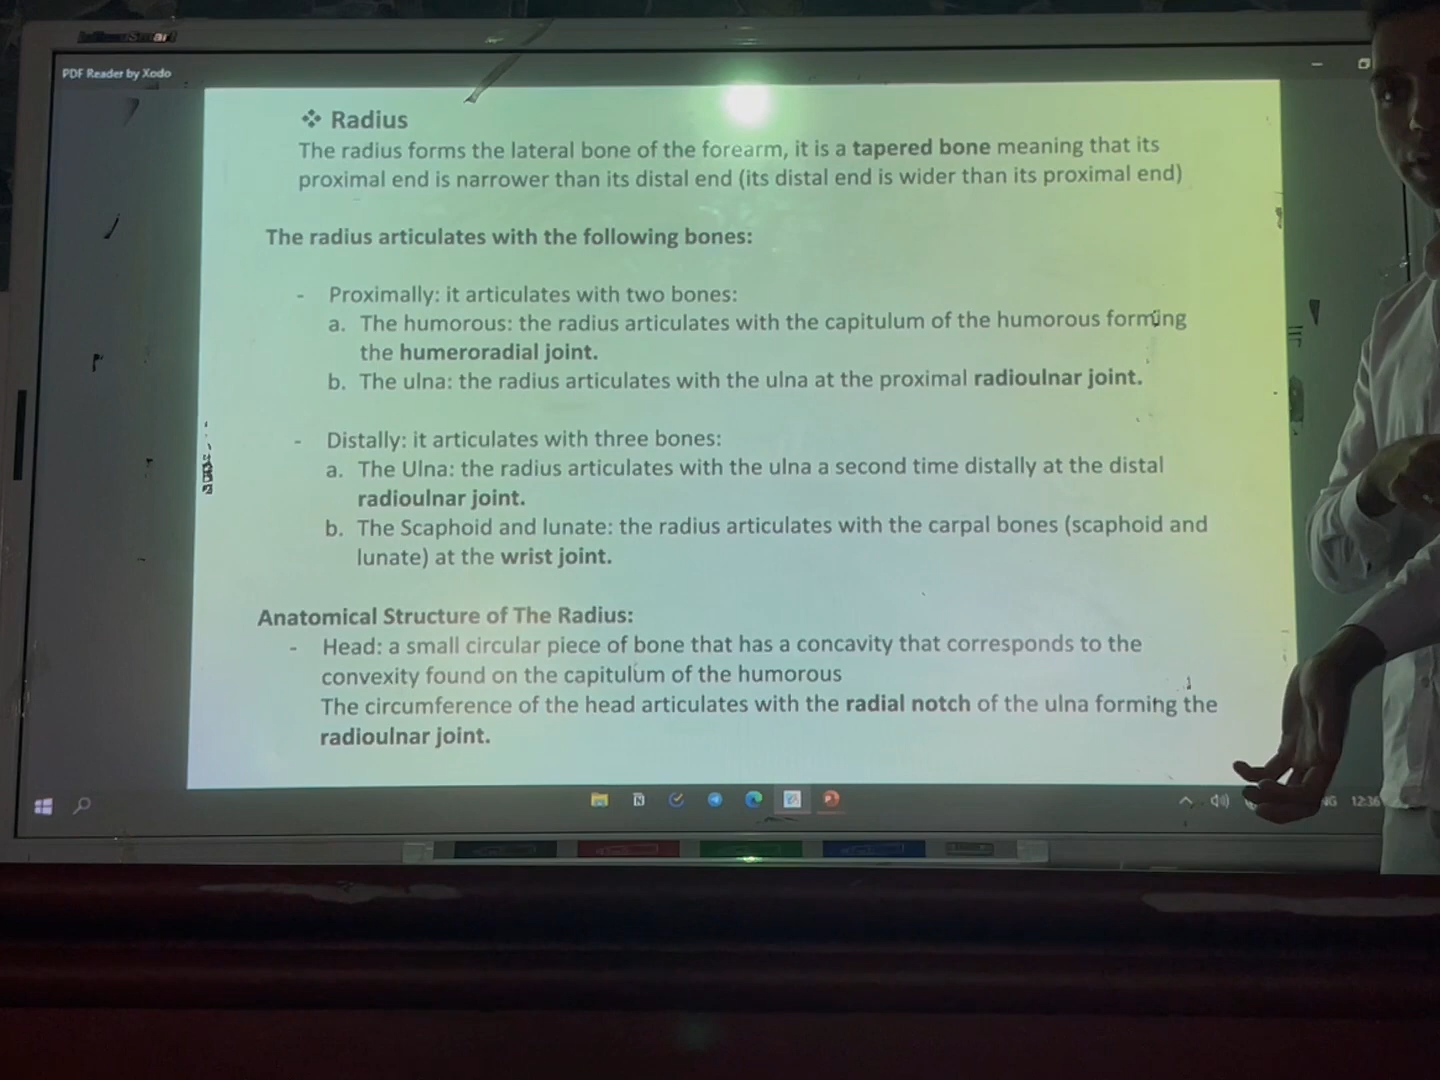 PDF Reader by Xodo
❖ Radius
The radius forms the lateral bone of the forearm, it is a tapered bone meaning that its
proximal end is narrower than its distal end (its distal end is wider than its proximal end)
The radius articulates with the following bones:
- Proximally: it articulates with two bones:
a. The humorous: the radius articulates with the capitulum of the humorous forming
the humeroradial joint.
b. The ulna: the radius articulates with the ulna at the proximal radioulnar joint.
- Distally: it articulates with three bones:
a. The Ulna: the radius articulates with the ulna a second time distally at the distal
radioulnar joint.
b. The Scaphoid and lunate: the radius articulates with the carpal bones (scaphoid and
lunate) at the wrist joint.
Anatomical Structure of The Radius:
- Head: a small circular piece of bone that has a concavity that corresponds to the
convexity found on the capitulum of the humorous
The circumference of the head articulates with the radial notch of the ulna forming the
radioulnar joint.
12:36